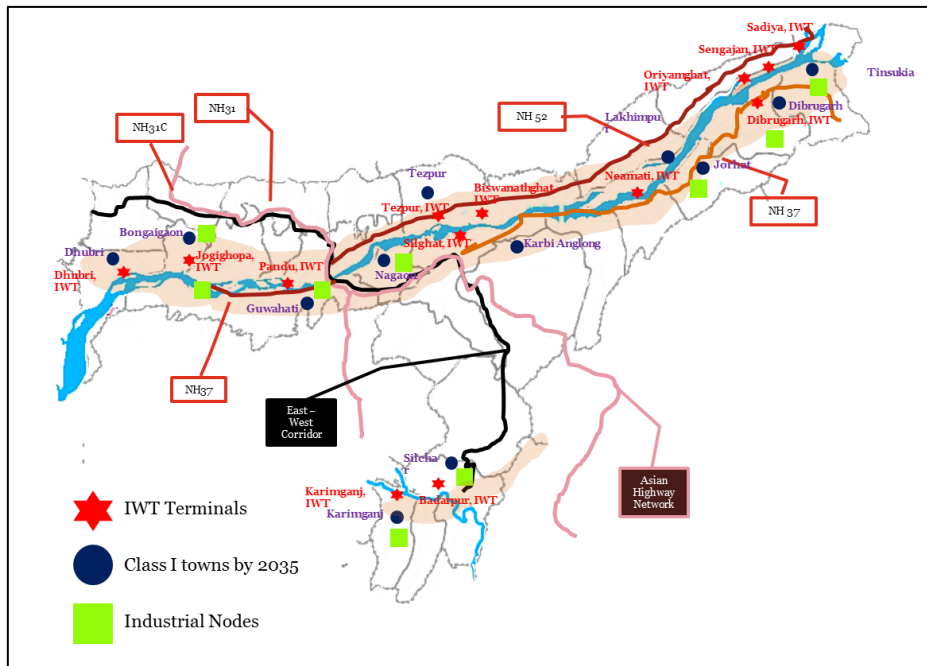 Sadiya, IWT
Sengajan, IWT
Oriyamghat,
IWT
Tinsukia
NH31
NH31C
NH 52
Lakhimpu
r
Dibrugarh
Dibrugarh, IWT
Tezpur
Biswanathghat
, IWT
Neamati, IWT
Jorhat
Tezpur, IWT
NH 37
Bongaigaon
Silghat, IWT
Karbi Anglong
Dhubri
Jogighopa,
IWT
Pandu, IWT
Dhubri,
IWT
Nagaon
Guwahati
NH37
East –
West
Corridor
Silcha
r
Karimganj,
IWT
Badarpur, IWT
Asian
Highway
Network
Karimganj
IWT Terminals
Class I towns by 2035
Industrial Nodes